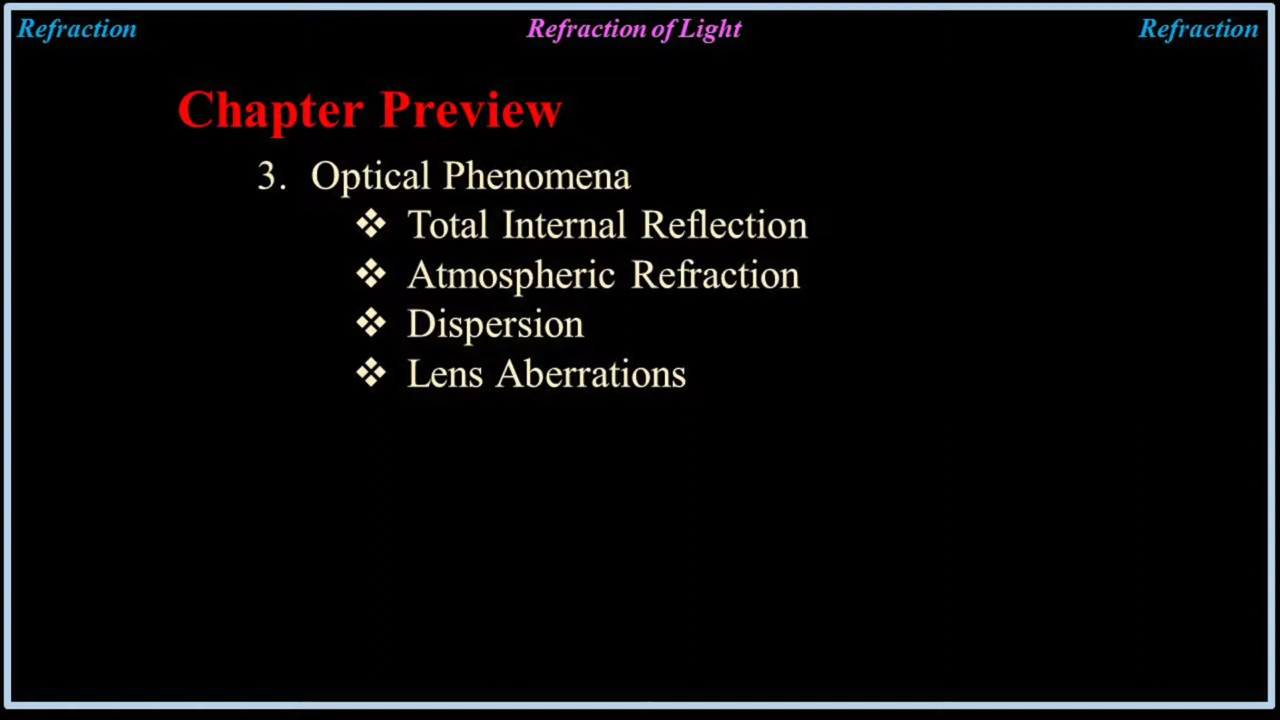 Refraction Refraction of Light Refraction
Chapter Preview
3. Optical Phenomena
❖ Total Internal Reflection
❖ Atmospheric Refraction
❖ Dispersion
❖ Lens Aberrations